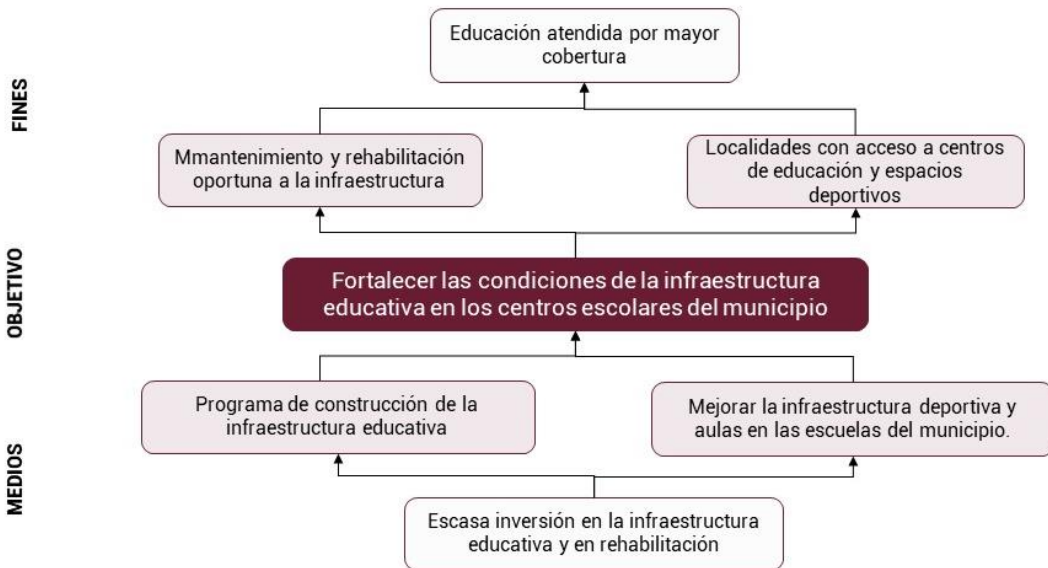 Educación atendida por mayor
cobertura
FINES
Mmantenimiento y rehabilitación
oportuna a la infraestructura
Localidades con acceso a centros
de educación y espacios
deportivos
OBJETIVO
Fortalecer las condiciones de la infraestructura
educativa en los centros escolares del municipio
Programa de construcción de la
infraestructura educativa
Mejorar la infraestructura deportiva y
aulas en las escuelas del municipio.
MEDIOS
Escasa inversión en la infraestructura
educativa y en rehabilitación